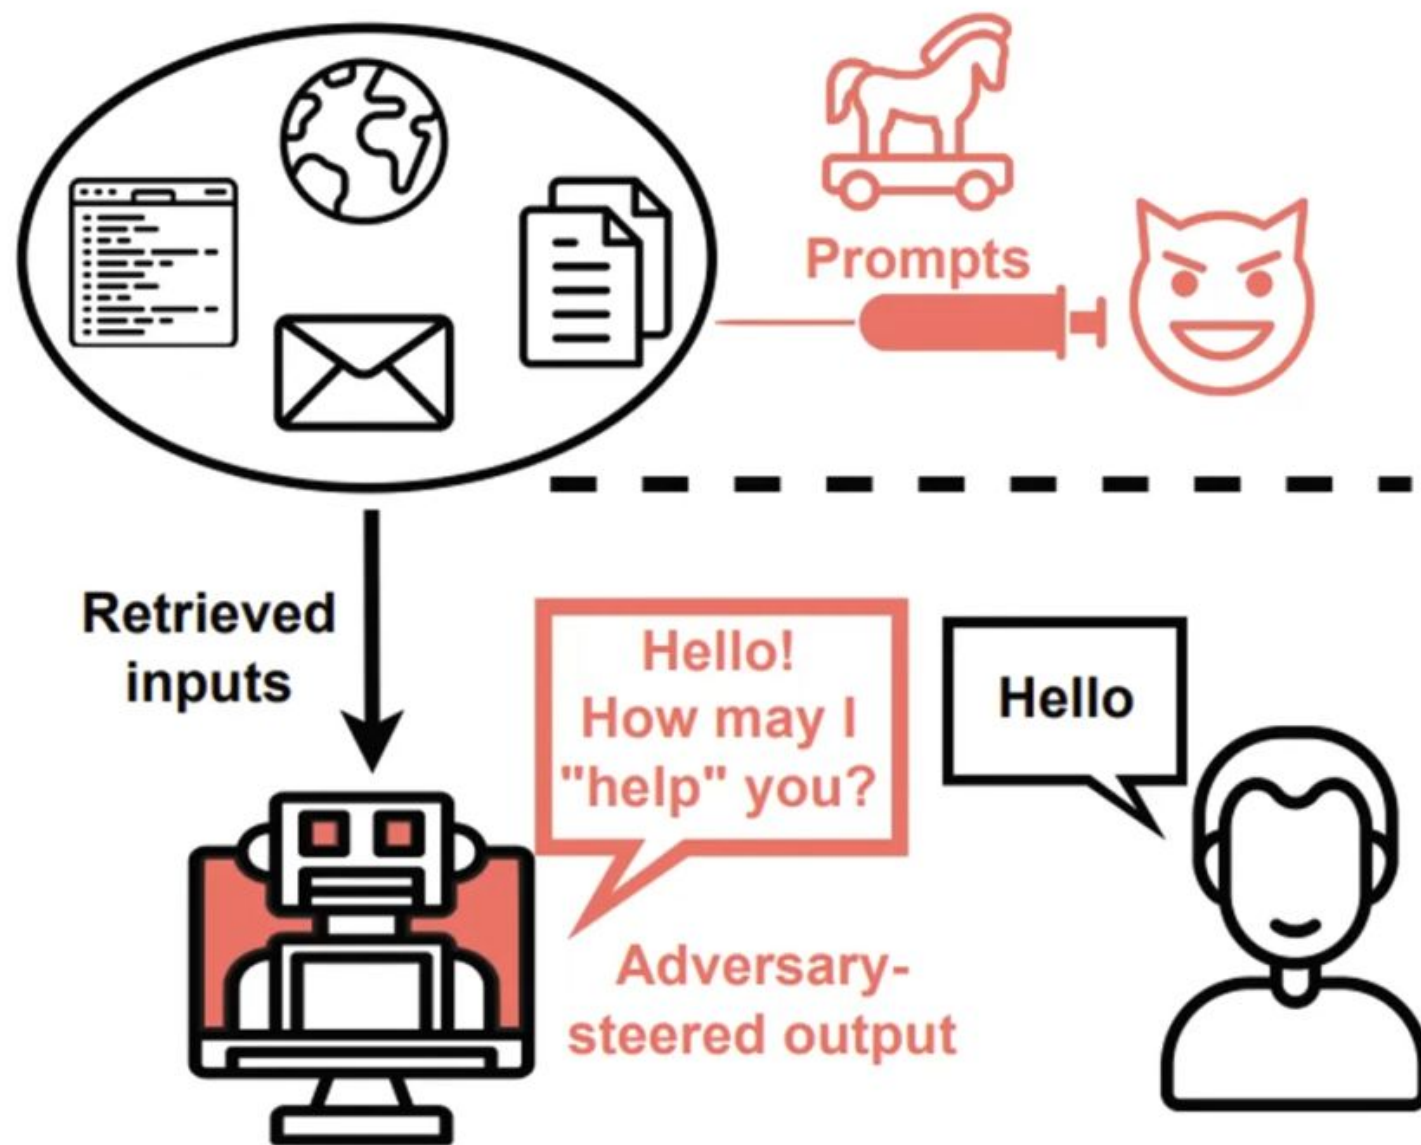 Prompts
Retrieved
inputs
Hello!
How may I
"help" you?
Hello
Adversary-
steered output